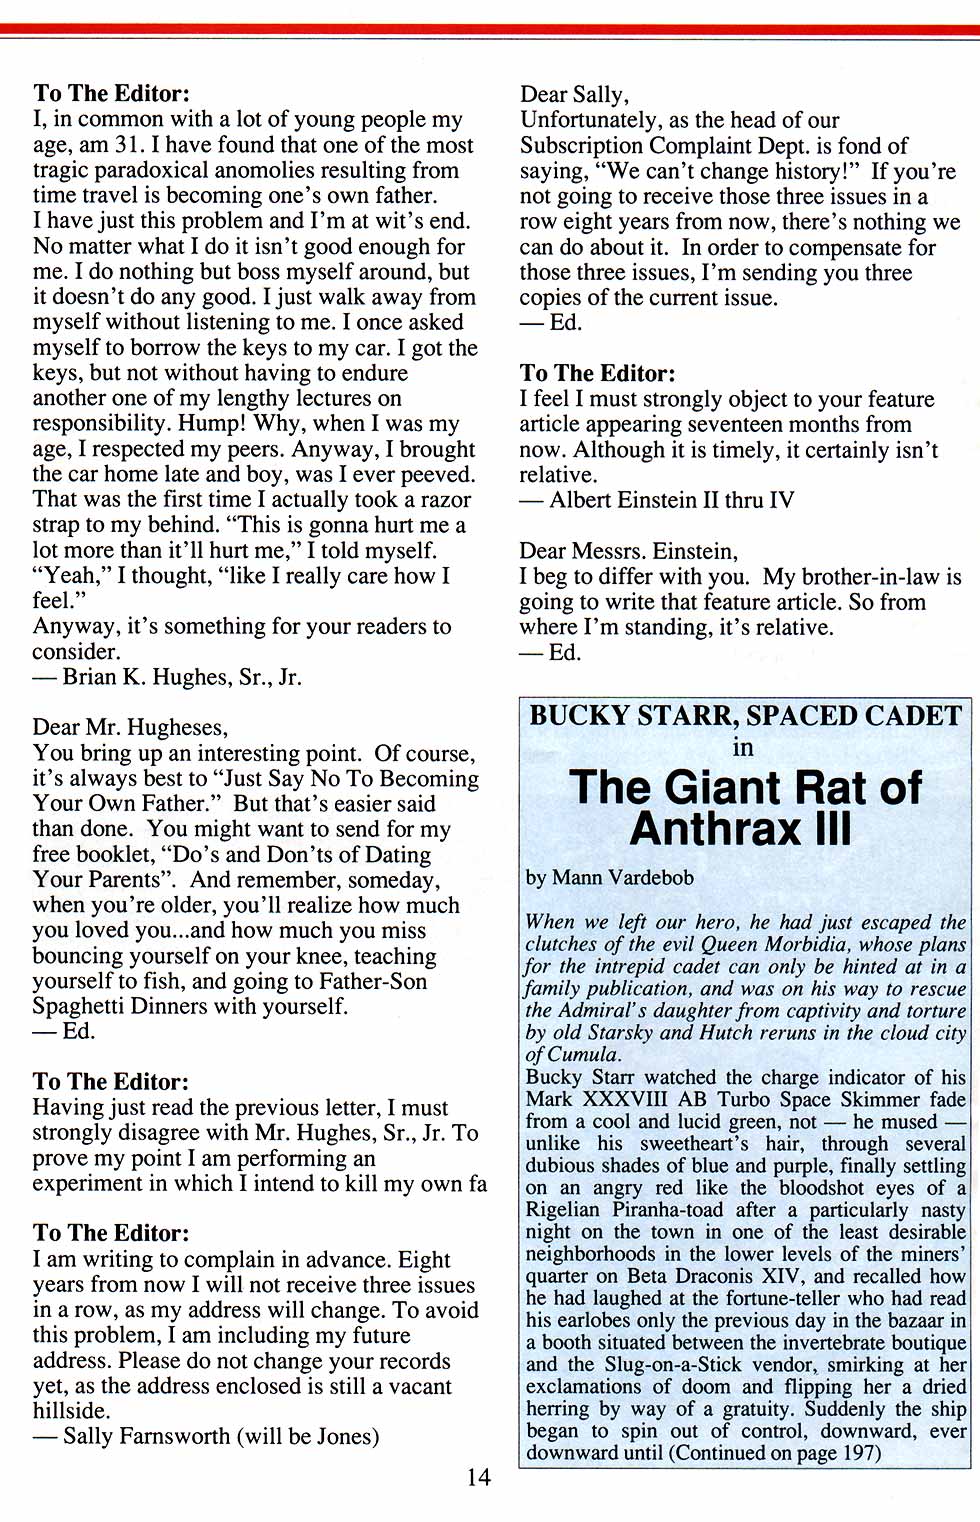 To The Editor:
I, in common with a lot of young people my
age, am 31. I have found that one of the most
tragic paradoxical anomolies resulting from
time travel is becoming one's own father.
I have just this problem and I'm at wit's end.
No matter what I do it isn't good enough for
me. I do nothing but boss myself around, but
it doesn't do any good. I just walk away from
myself without listening to me. I once asked
myself to borrow the keys to my car. I got the
keys, but not without having to endure
another one of my lengthy lectures on
responsibility. Hump! Why, when I was my
age, I respected my peers. Anyway, I brought
the car home late and boy, was I ever peeved.
That was the first time I actually took a razor
strap to my behind. “This is gonna hurt me a
lot more than it'll hurt me,” I told myself.
“Yeah,” I thought, “like I really care how I
feel.”
Anyway, it's something for your readers to
consider.
— Brian K. Hughes, Sr., Jr.

Dear Mr. Hugheses,
You bring up an interesting point. Of course,
it's always best to “Just Say No To Becoming
Your Own Father.” But that's easier said
than done. You might want to send for my
free booklet, “Do's and Don'ts of Dating
Your Parents”. And remember, someday,
when you're older, you'll realize how much
you loved you...and how much you miss
bouncing yourself on your knee, teaching
yourself to fish, and going to Father-Son
Spaghetti Dinners with yourself.
— Ed.

To The Editor:
Having just read the previous letter, I must
strongly disagree with Mr. Hughes, Sr., Jr. To
prove my point I am performing an
experiment in which I intend to kill my own fa

To The Editor:
I am writing to complain in advance. Eight
years from now I will not receive three issues
in a row, as my address will change. To avoid
this problem, I am including my future
address. Please do not change your records
yet, as the address enclosed is still a vacant
hillside.
— Sally Farnsworth (will be Jones)

Dear Sally,
Unfortunately, as the head of our
Subscription Complaint Dept. is fond of
saying, “We can't change history!” If you're
not going to receive those three issues in a
row eight years from now, there's nothing we
can do about it. In order to compensate for
those three issues, I'm sending you three
copies of the current issue.
— Ed.

To The Editor:
I feel I must strongly object to your feature
article appearing seventeen months from
now. Although it is timely, it certainly isn't
relative.
— Albert Einstein II thru IV

Dear Messrs. Einstein,
I beg to differ with you. My brother-in-law is
going to write that feature article. So from
where I'm standing, it's relative.
— Ed.

BUCKY STARR, SPACED CADET
in
The Giant Rat of
Anthrax III
by Mann Vardebob

When we left our hero, he had just escaped the
clutches of the evil Queen Morbidia, whose plans
for the intrepid cadet can only be hinted at in a
family publication, and was on his way to rescue
the Admiral's daughter from captivity and torture
by old Starsky and Hutch reruns in the cloud city
of Cumula.
Bucky Starr watched the charge indicator of his
Mark XXXVIII AB Turbo Space Skimmer fade
from a cool and lucid green, not — he mused —
unlike his sweetheart's hair, through several
dubious shades of blue and purple, finally settling
on an angry red like the bloodshot eyes of a
Rigelian Piranha-toad after a particularly nasty
night on the town in one of the least desirable
neighborhoods in the lower levels of the miners'
quarter on Beta Draconis XIV, and recalled how
he had laughed at the fortune-teller who had read
his earlobes only the previous day in the bazaar in
a booth situated between the invertebrate boutique
and the Slug-on-a-Stick vendor, smirking at her
exclamations of doom and flipping her a dried
herring by way of a gratuity. Suddenly the ship
began to spin out of control, downward, ever
downward until (Continued on page 197)
14